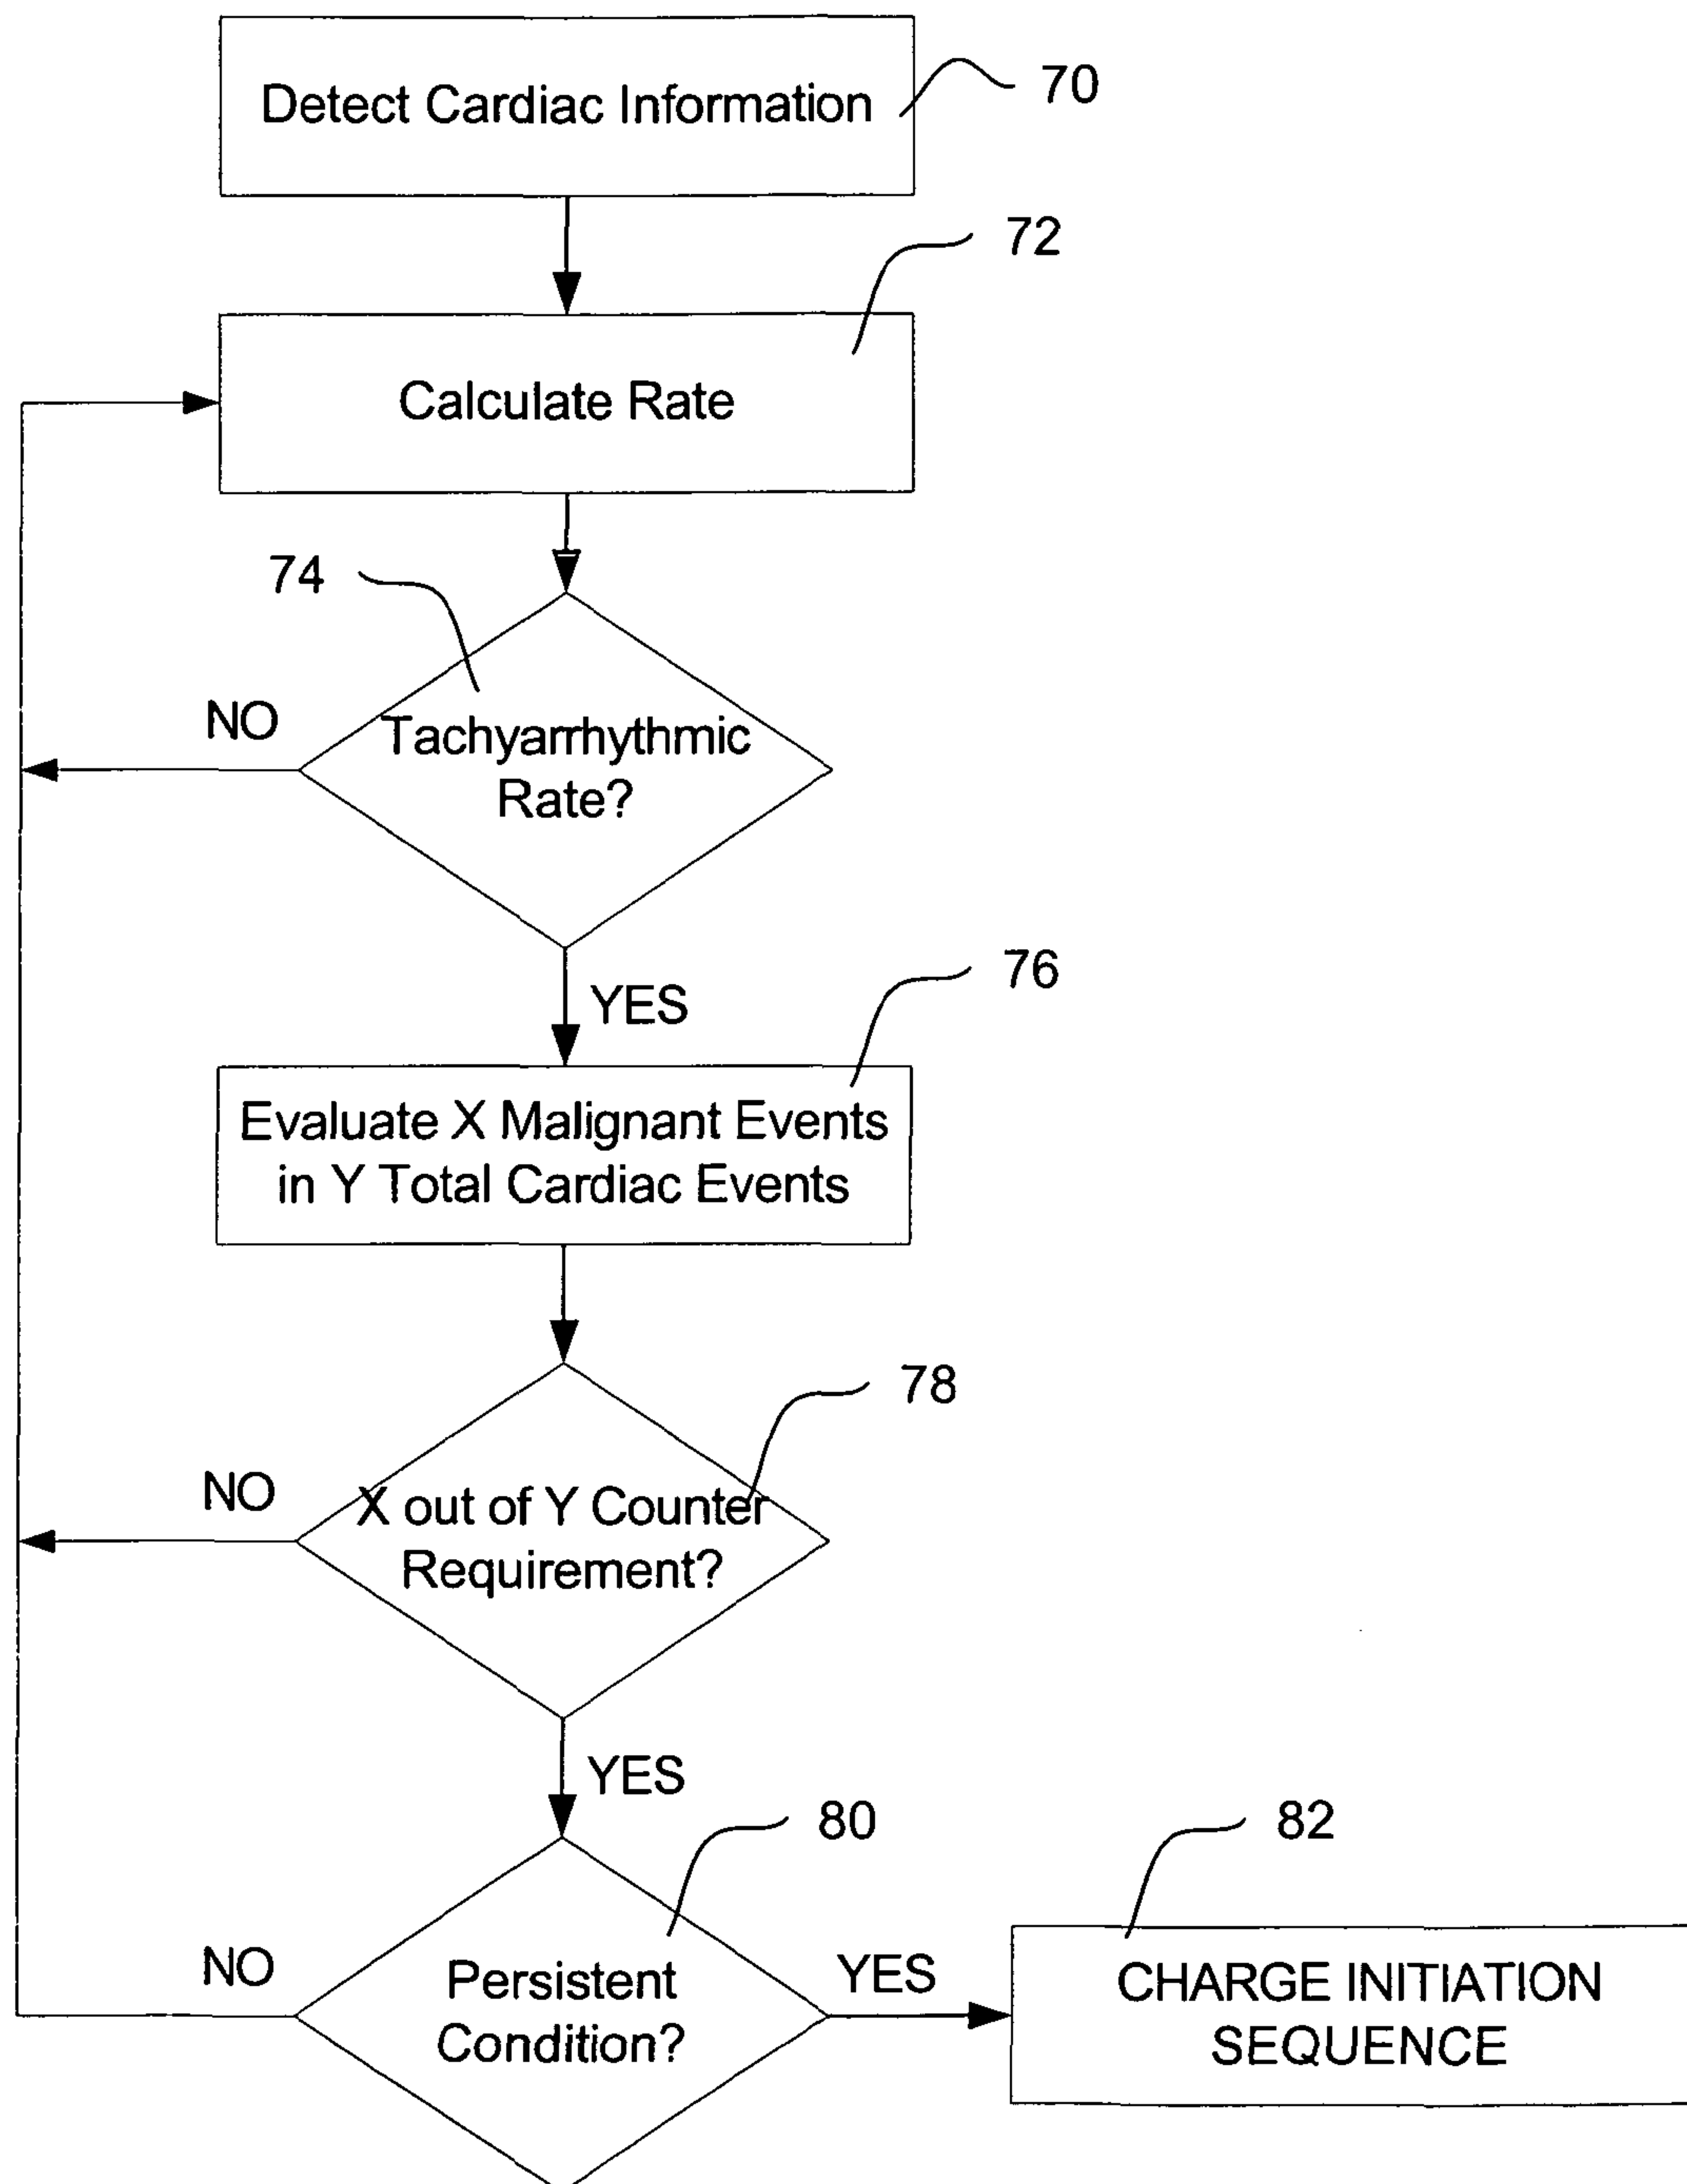 Detect Cardiac Information
70
72
Calculate Rate
74
NO
Tachyarrhythmic
Rate?
YES
76
Evaluate X Malignant Events
in Y Total Cardiac Events
78
NO
X out of Y Counter
Requirement?
YES
80
82
NO
Persistent
Condition?
YES
CHARGE INITIATION
SEQUENCE